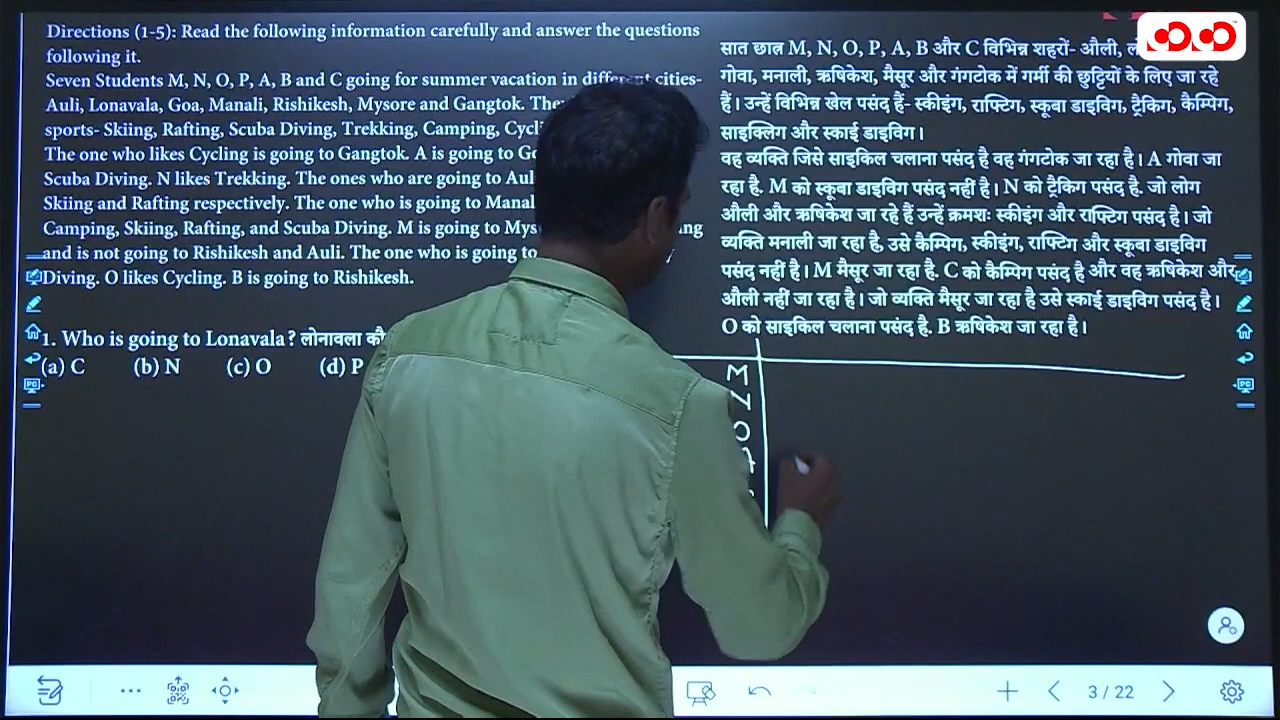 Directions (1-5): Read the following information carefully and answer the questions
following it.
Seven Students M, N, O, P, A, B and C going for summer vacation in different cities-
Auli, Lonavala, Goa, Manali, Rishikesh, Mysore and Gangtok.
sports- Skiing, Rafting, Scuba Diving, Trekking, Camping,
The one who likes Cycling is going to Gangtok. A is going to
Scuba Diving. N likes Trekking. The ones who are going to
Skiing and Rafting respectively. The one who is going to
Camping, Skiing, Rafting, and Scuba Diving. M is going to
and is not going to Rishikesh and Auli. The one who is going to
Diving. O likes Cycling. B is going to Rishikesh.
1. Who is going to Lonavala? लोनावला
(a) C (b) N (c) O (d) P
सात छात्र M, N, O, P, A, B और C विभिन्न शहरों- औली,
गोवा, मनाली, ऋषिकेश, मैसूर और गंगटोक में गर्मी की छुट्टियों के लिए जा रहे
हैं। उन्हें विभिन्न खेल पसंद हैं- स्कीइंग, राफ्टिग, स्कूबा डाइविग, ट्रैकिग, कैम्पिग,
साइक्लिग और स्काई डाइविग।
वह व्यक्ति जिसे साइकिल चलाना पसंद है वह गंगटोक जा रहा है। A गोवा जा
रहा है. M को स्कूबा डाइविग पसंद नहीं है। N को ट्रैकिग पसंद है. जो लोग
औली और ऋषिकेश जा रहे हैं उन्हें क्रमशः स्कीइंग और राफ्टिग पसंद है। जो
व्यक्ति मनाली जा रहा है, उसे कैम्पिग, स्कीइंग, राफ्टिग और स्कूबा डाइविग
पसंद नहीं है। M मैसूर जा रहा है. C को कैम्पिग पसंद है और वह ऋषिकेश और
औली नहीं जा रहा है। जो व्यक्ति मैसूर जा रहा है उसे स्काई डाइविग पसंद है।
O को साइकिल चलाना पसंद है. B ऋषिकेश जा रहा है।
M
N
O
3 / 22